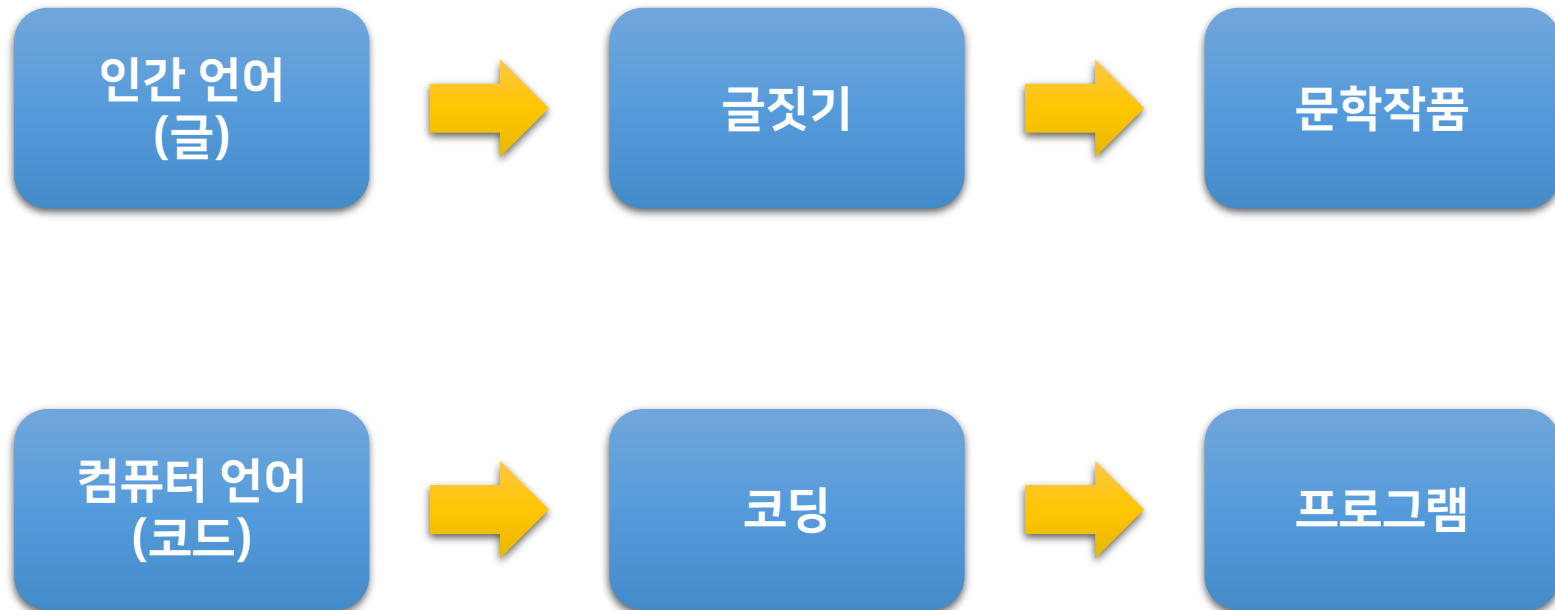 인간 언어
(글)
글짓기
문학작품
컴퓨터 언어
(코드)
코딩
프로그램